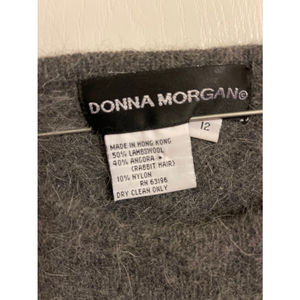 DONNA MORGAN©
12
MADE IN HONG KONG
50% LAMBSWOOL
40% ANGORA
(RABBIT HAIR)
10% NYLON
RN 63196
DRY CLEAN ONLY